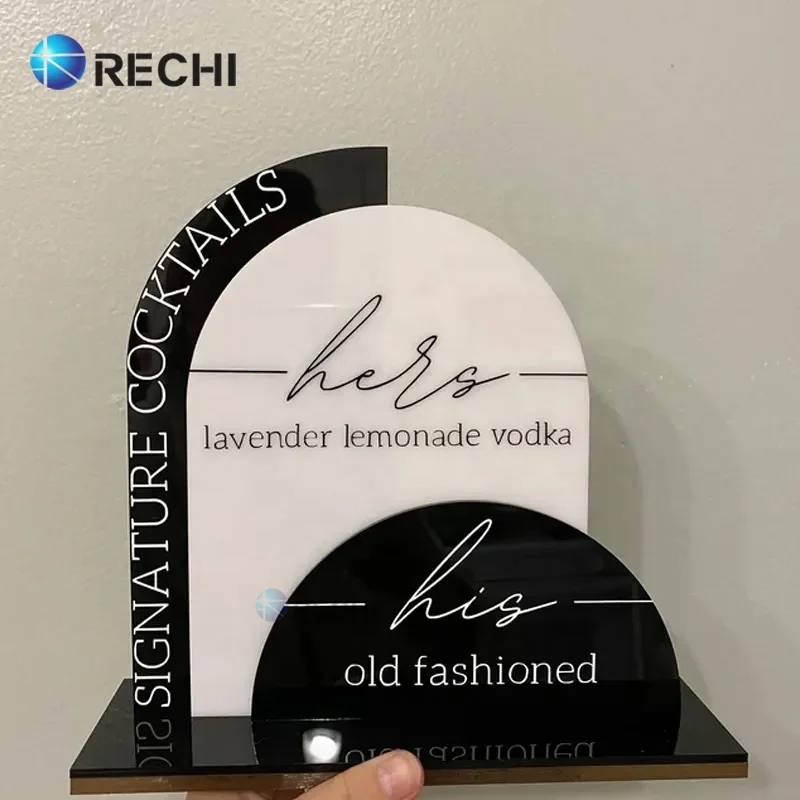 RECHI
SIGNATURE COCKTAILS
hers
lavender lemonade vodka
his
old fashioned